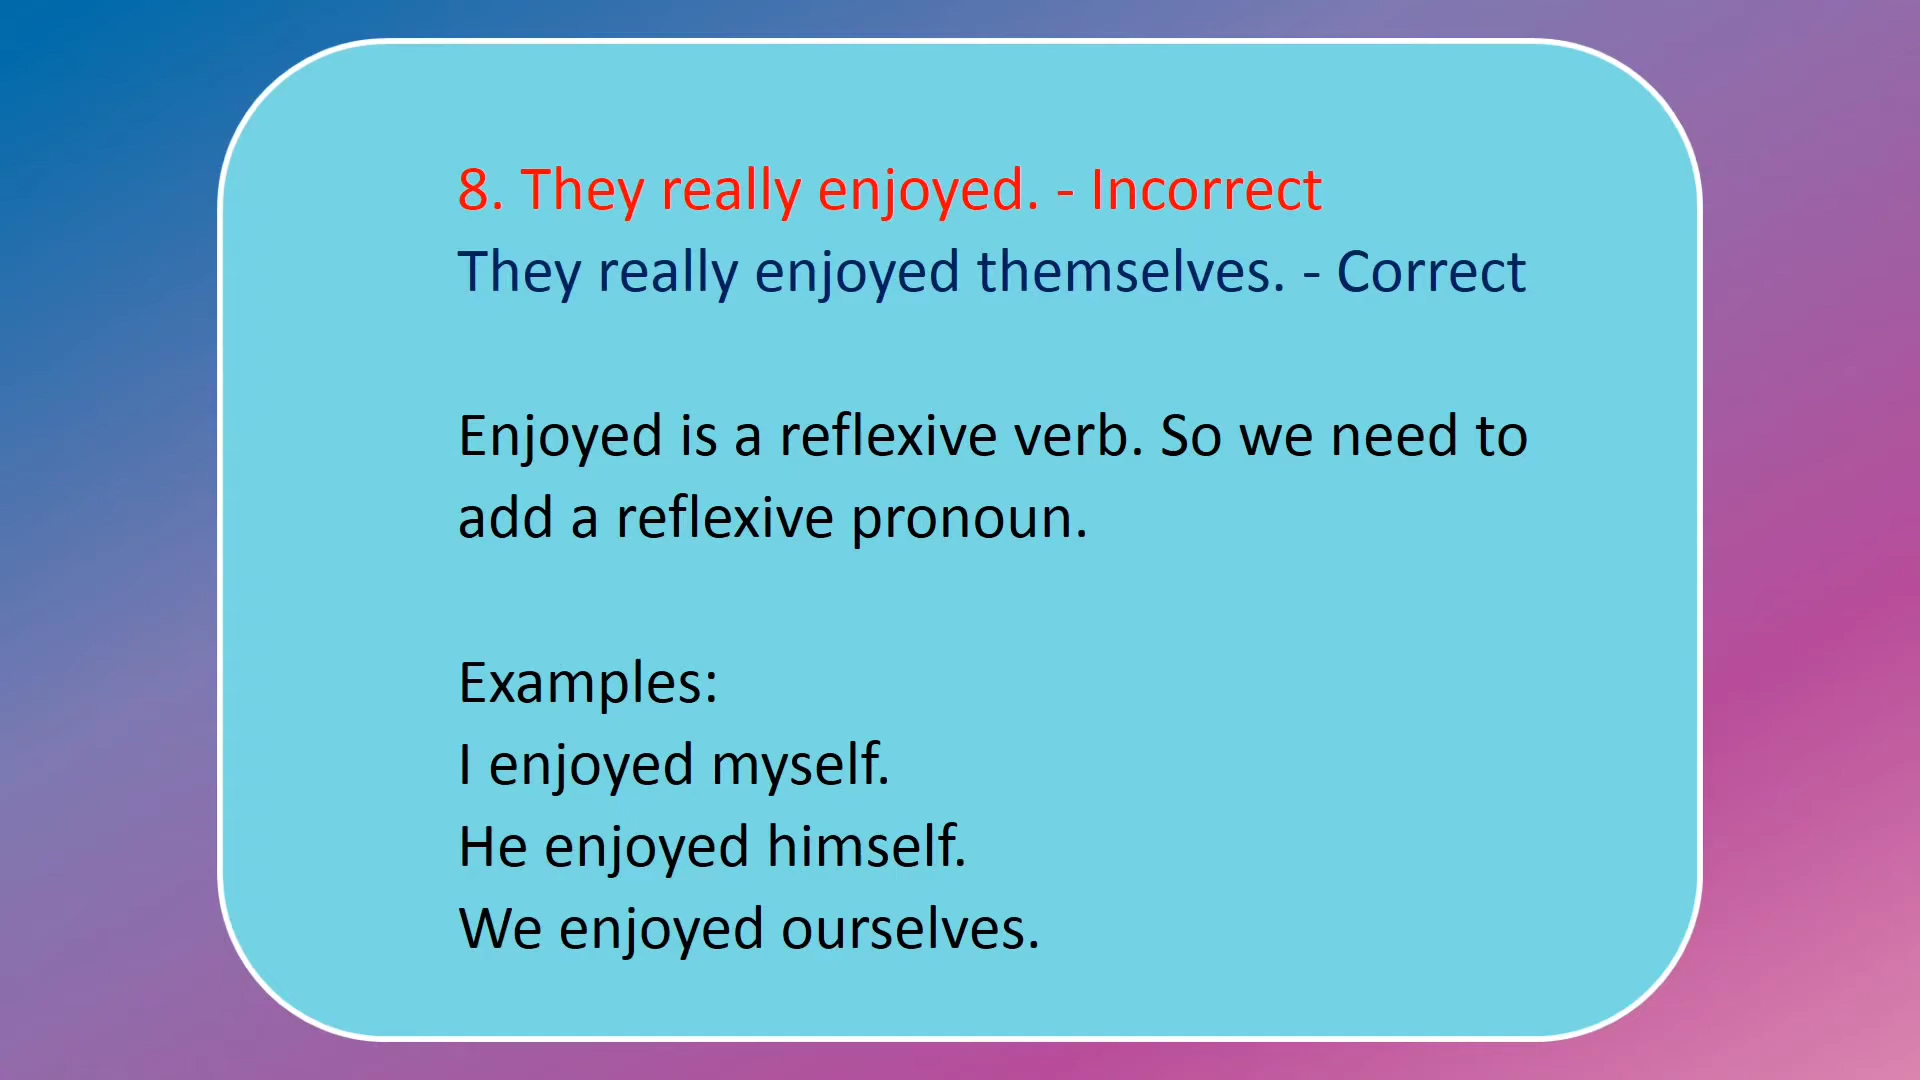 8. They really enjoyed. - Incorrect
They really enjoyed themselves. - Correct
Enjoyed is a reflexive verb. So we need to
add a reflexive pronoun.
Examples:
I enjoyed myself.
He enjoyed himself.
We enjoyed ourselves.